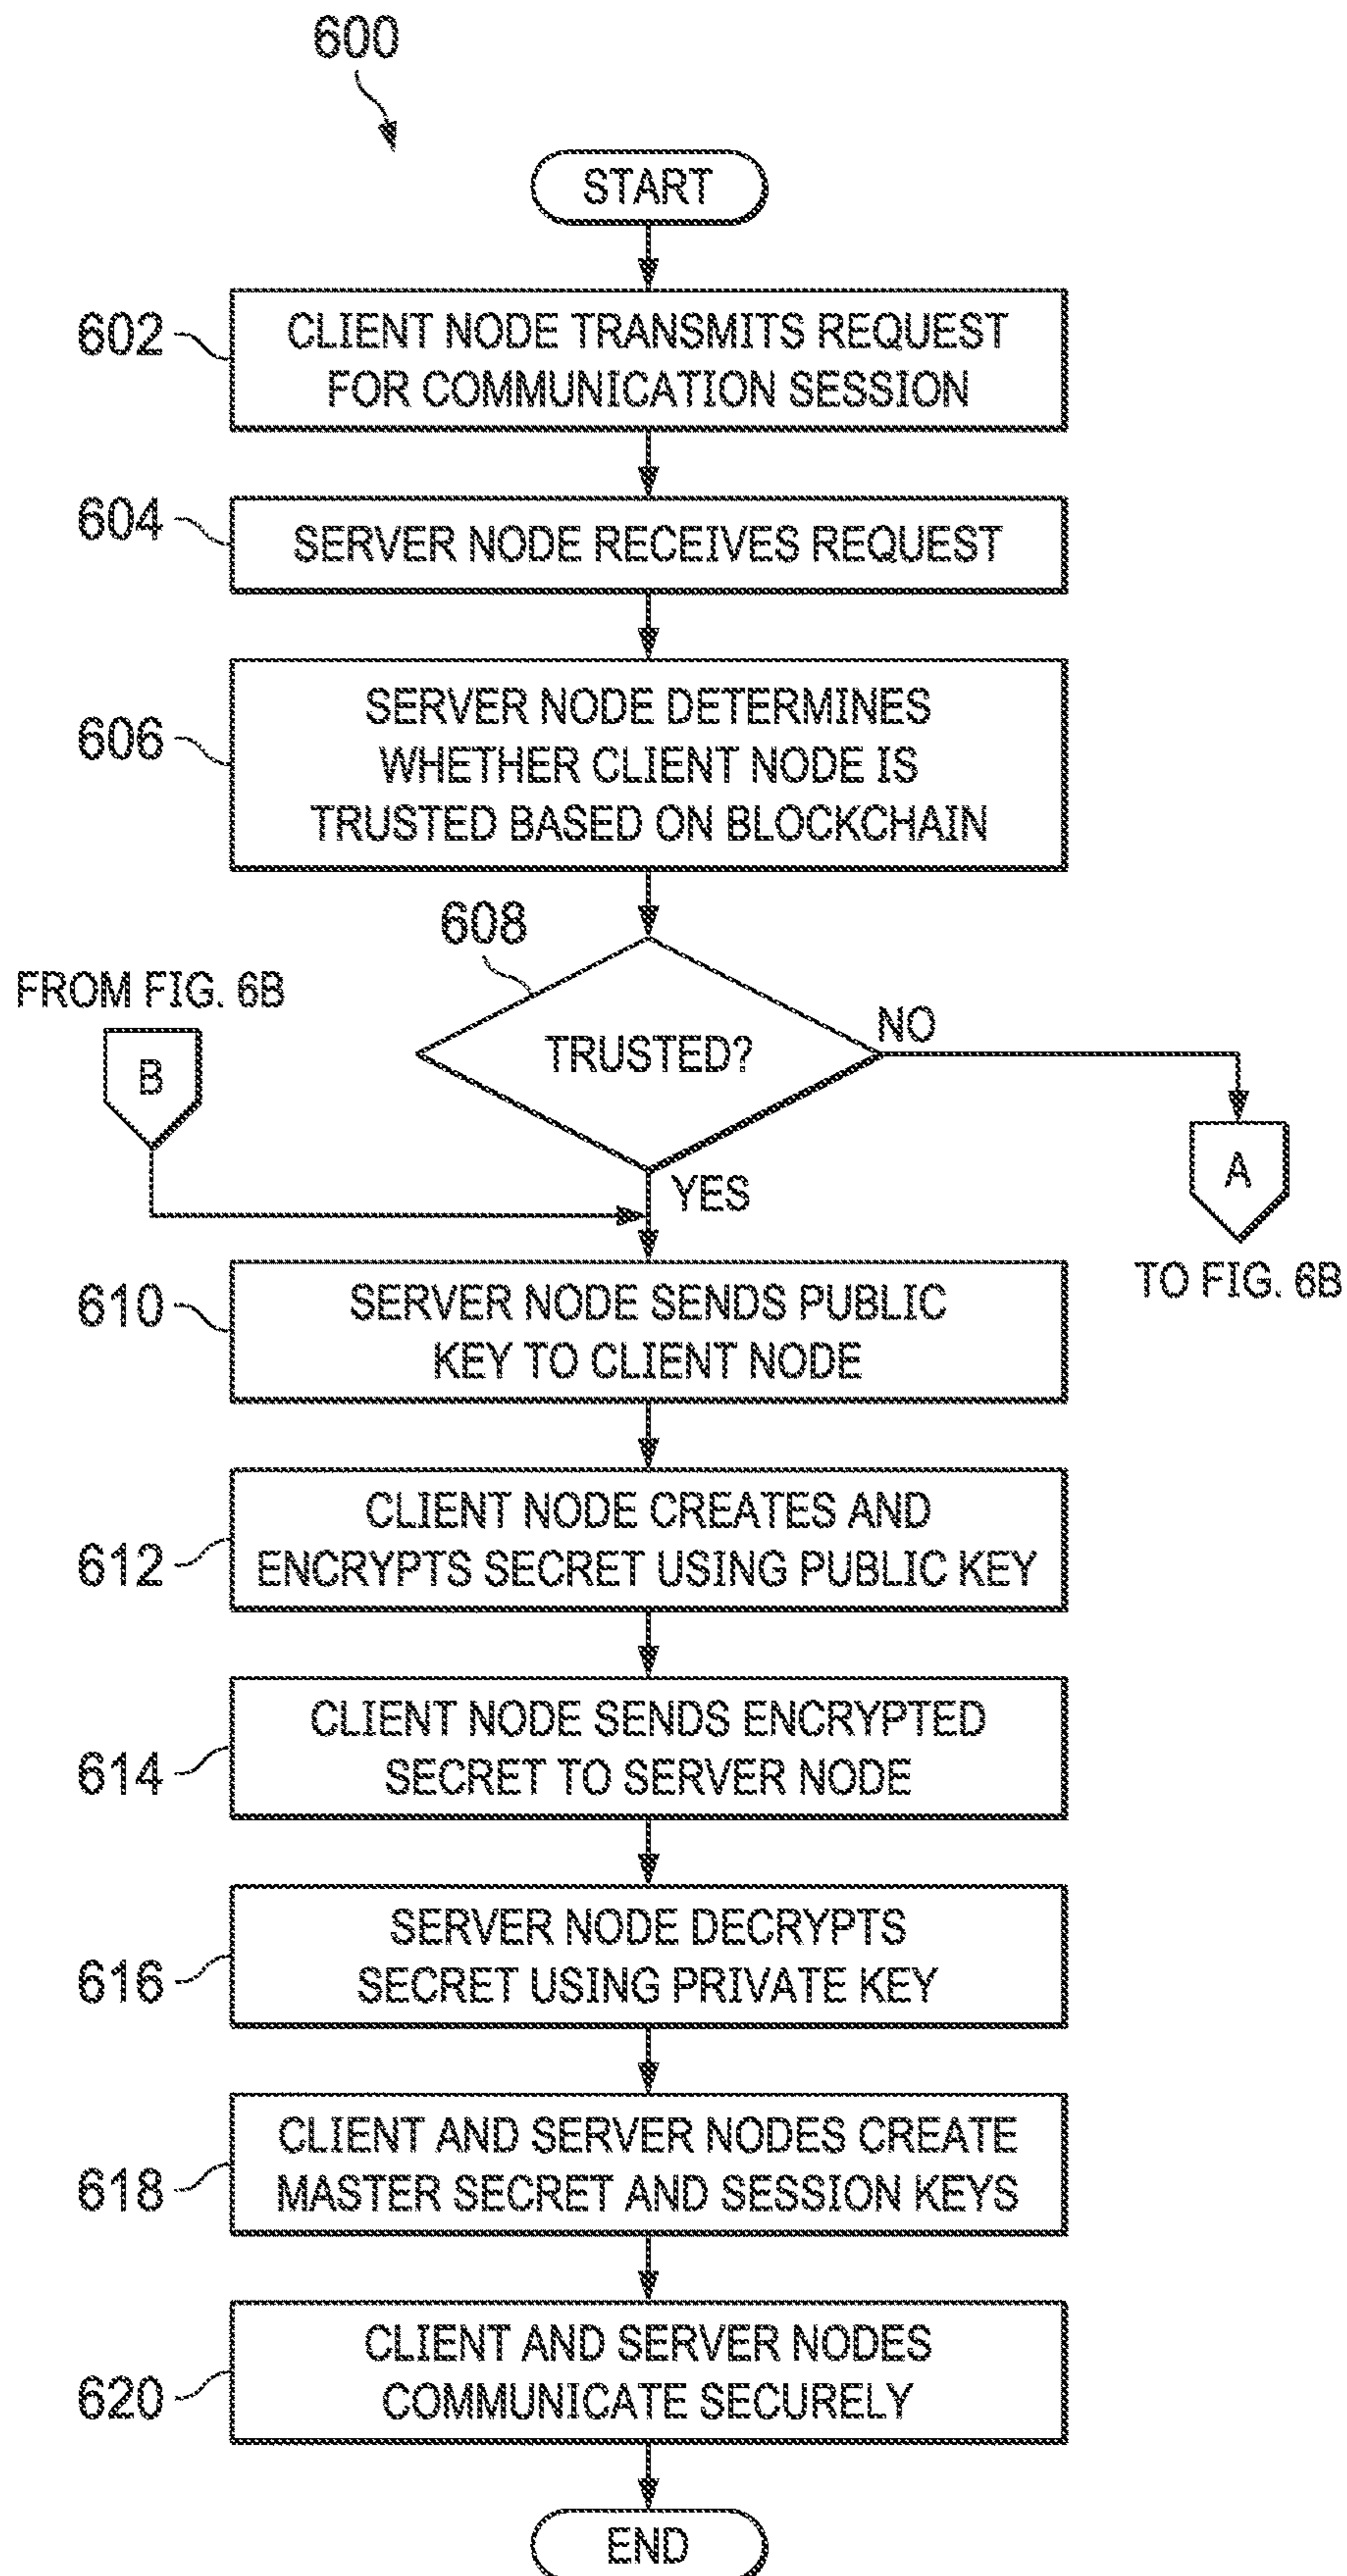 600
START
602
CLIENT NODE TRANSMITS REQUEST
FOR COMMUNICATION SESSION
604
SERVER NODE RECEIVES REQUEST
606
SERVER NODE DETERMINES
WHETHER CLIENT NODE IS
TRUSTED BASED ON BLOCKCHAIN
608
FROM FIG. 6B
B
TRUSTED?
NO
A
TO FIG. 6B
YES
610
SERVER NODE SENDS PUBLIC
KEY TO CLIENT NODE
612
CLIENT NODE CREATES AND
ENCRYPTS SECRET USING PUBLIC KEY
614
CLIENT NODE SENDS ENCRYPTED
SECRET TO SERVER NODE
616
SERVER NODE DECRYPTS
SECRET USING PRIVATE KEY
618
CLIENT AND SERVER NODES CREATE
MASTER SECRET AND SESSION KEYS
620
CLIENT AND SERVER NODES
COMMUNICATE SECURELY
END